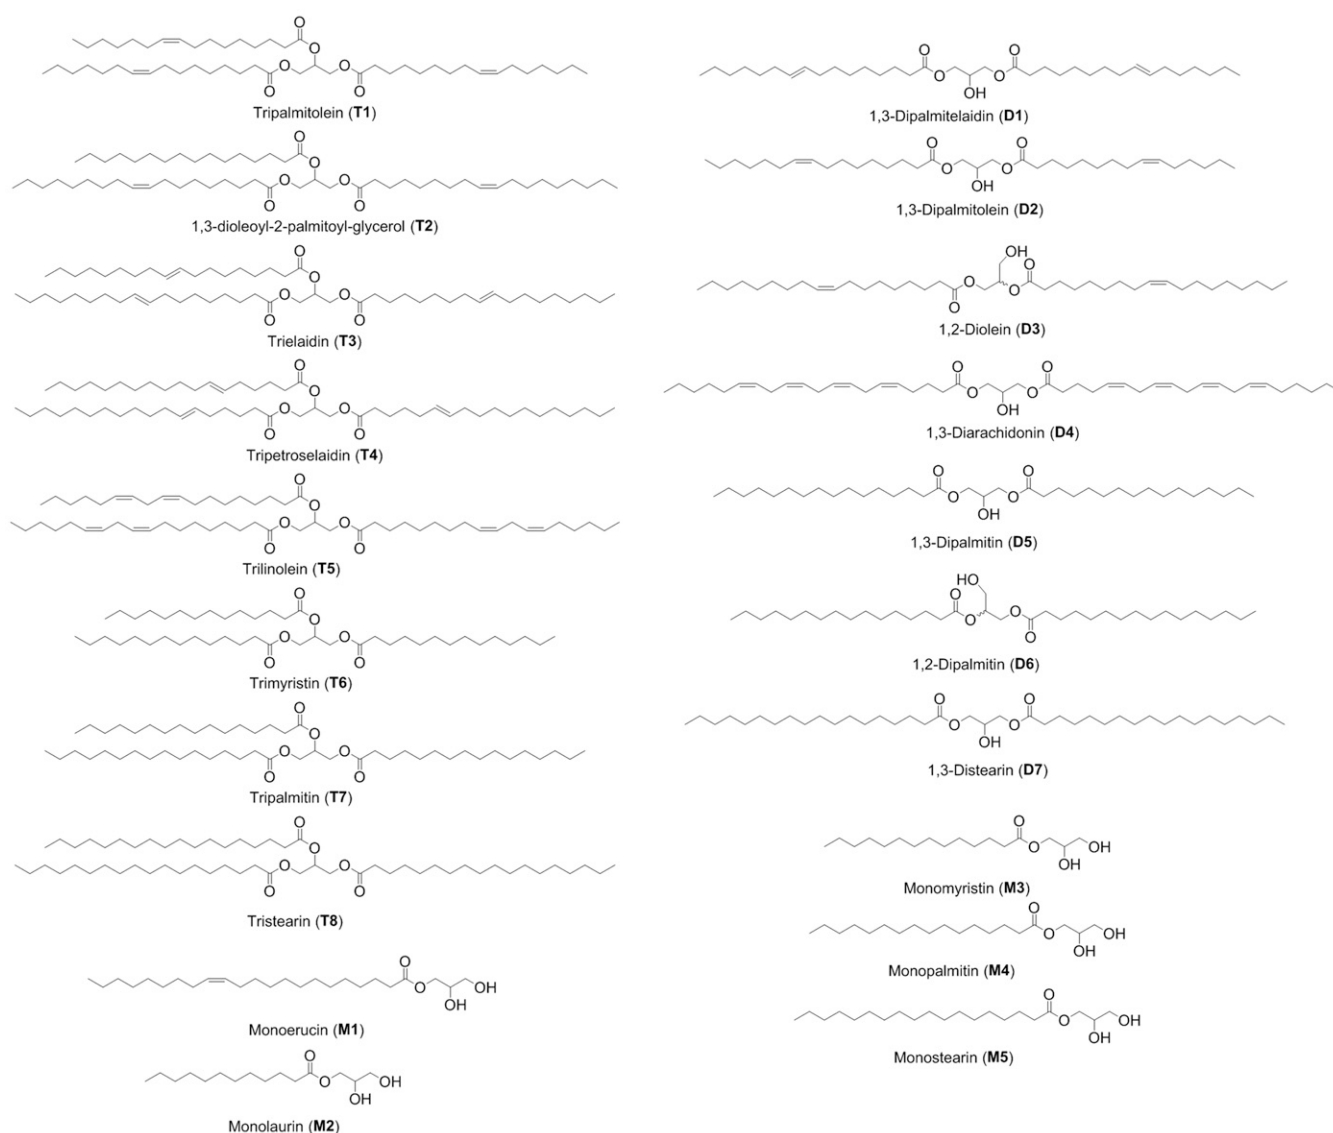 Tripalmitolein (T1)
1,3-dioleoyl-2-palmitoyl-glycerol (T2)
Trielaidin (T3)
Tripetroselaidin (T4)
Trilinolein (T5)
Trimyristin (T6)
Tripalmitin (T7)
Tristearin (T8)
Monoerucin (M1)
Monolaurin (M2)
1,3-Dipalmitelaidin (D1)
1,3-Dipalmitolein (D2)
1,2-Diolein (D3)
1,3-Diarachidonin (D4)
1,3-Dipalmitin (D5)
1,2-Dipalmitin (D6)
1,3-Distearin (D7)
Monomyristin (M3)
Monopalmitin (M4)
Monostearin (M5)